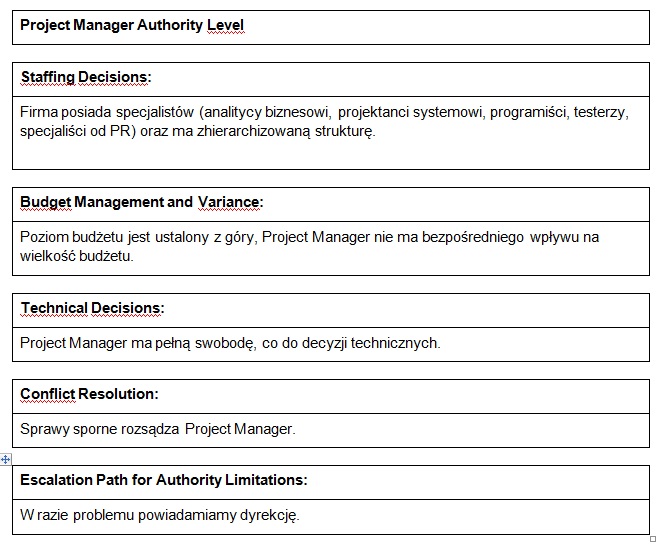 Project Manager Authority Level
Staffing Decisions:
Firma posiada specjalistów (analitycy biznesowi, projektanci systemowi, programiści, testerzy,
specjaliści od PR) oraz ma zhierarchizowaną strukturę.
Budget Management and Variance:
Poziom budżetu jest ustalony z góry, Project Manager nie ma bezpośredniego wpływu na
wielkość budżetu.
Technical Decisions:
Project Manager ma pełną swobodę, co do decyzji technicznych.
Conflict Resolution:
Sprawy sporne rozsądza Project Manager.
Escalation Path for Authority Limitations:
W razie problemu powiadamiamy dyrekcję.